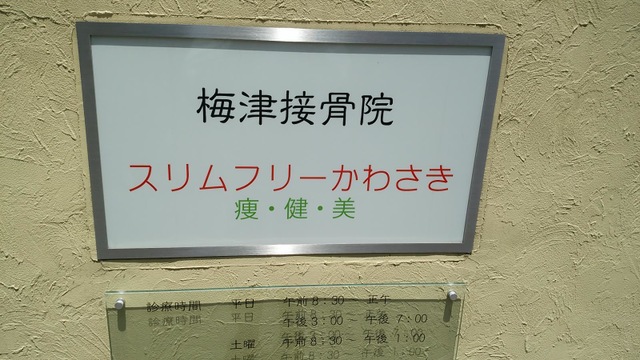 梅津接骨院
スリムフリーかわさき
痩・健・美
診療時間 平日 午前8:30〜正午
午後3:00〜午後7:00
土曜 午前8:30〜午後1:00